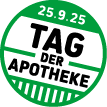 25.9.25
TAG
DER
APOTHEKE